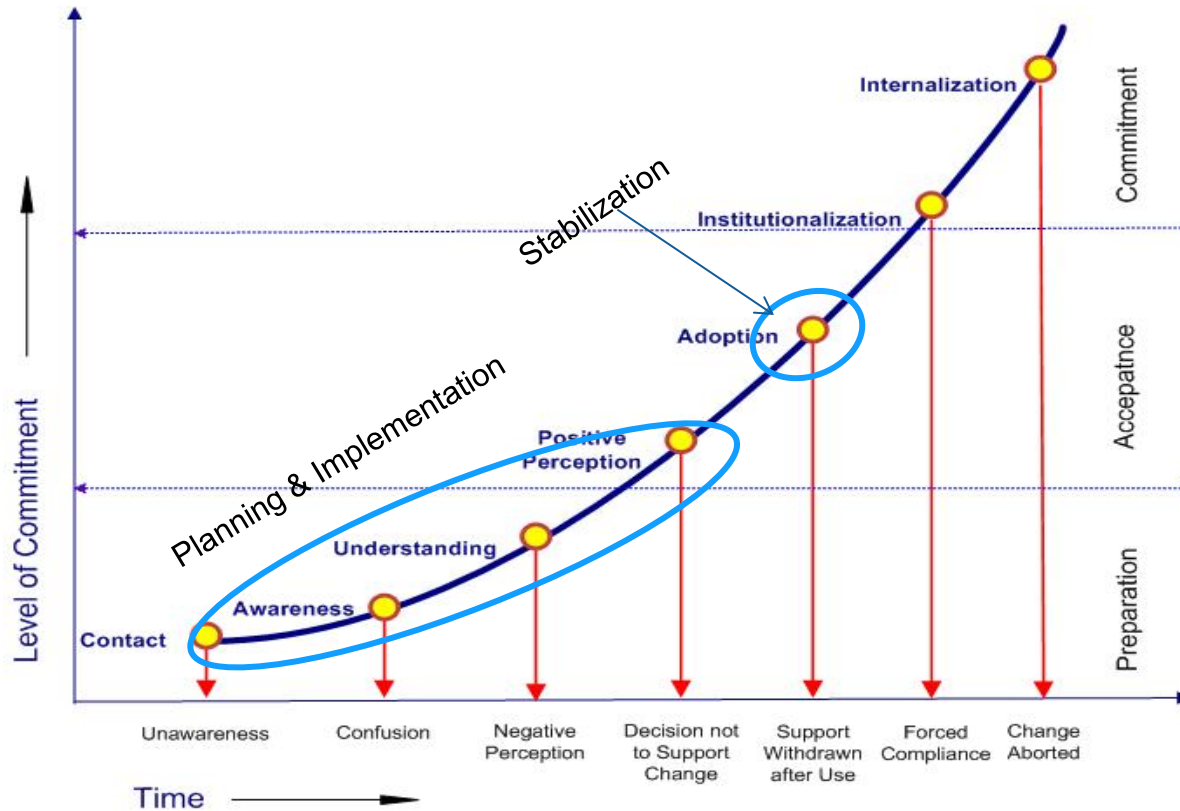 Internalization
Commitment
Stabilization
Institutionalization
Adoption
Accepatnce
Planning & Implementation
Positive
Perception
Understanding
Awareness
Contact
Preparation
Level of Commitment
Unawareness
Confusion
Negative
Perception
Decision not
to Support
Change
Support
Withdrawn
after Use
Forced
Compliance
Change
Aborted
Time